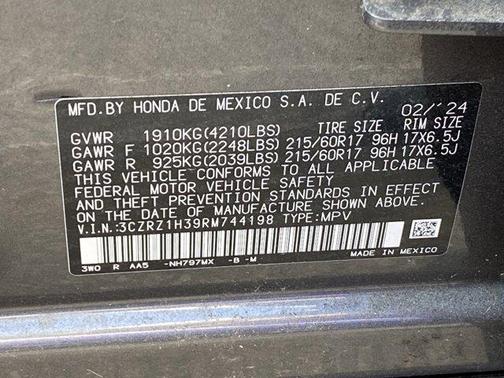 MFD.BY HONDA DE MEXICO S.A. DE C.V. 02/'24
GVWR 1910KG(4210LBS) TIRE SIZE RIM SIZE
GAWR F 1020KG(2248LBS) 215/60R17 96H 17X6.5J
GAWR R 925KG(2039LBS) 215/60R17 96H 17X6.5J
THIS VEHICLE CONFORMS TO ALL APPLICABLE
FEDERAL MOTOR VEHICLE SAFETY
AND THEFT PREVENTION STANDARDS IN EFFECT ON
THE DATE OF MANUFACTURE SHOWN ABOVE.
V.I.N.:3CZRZ1H39RM744198 TYPE:MPV
3W0 R AA5 -NH797MX -B -M MADE IN MEXICO